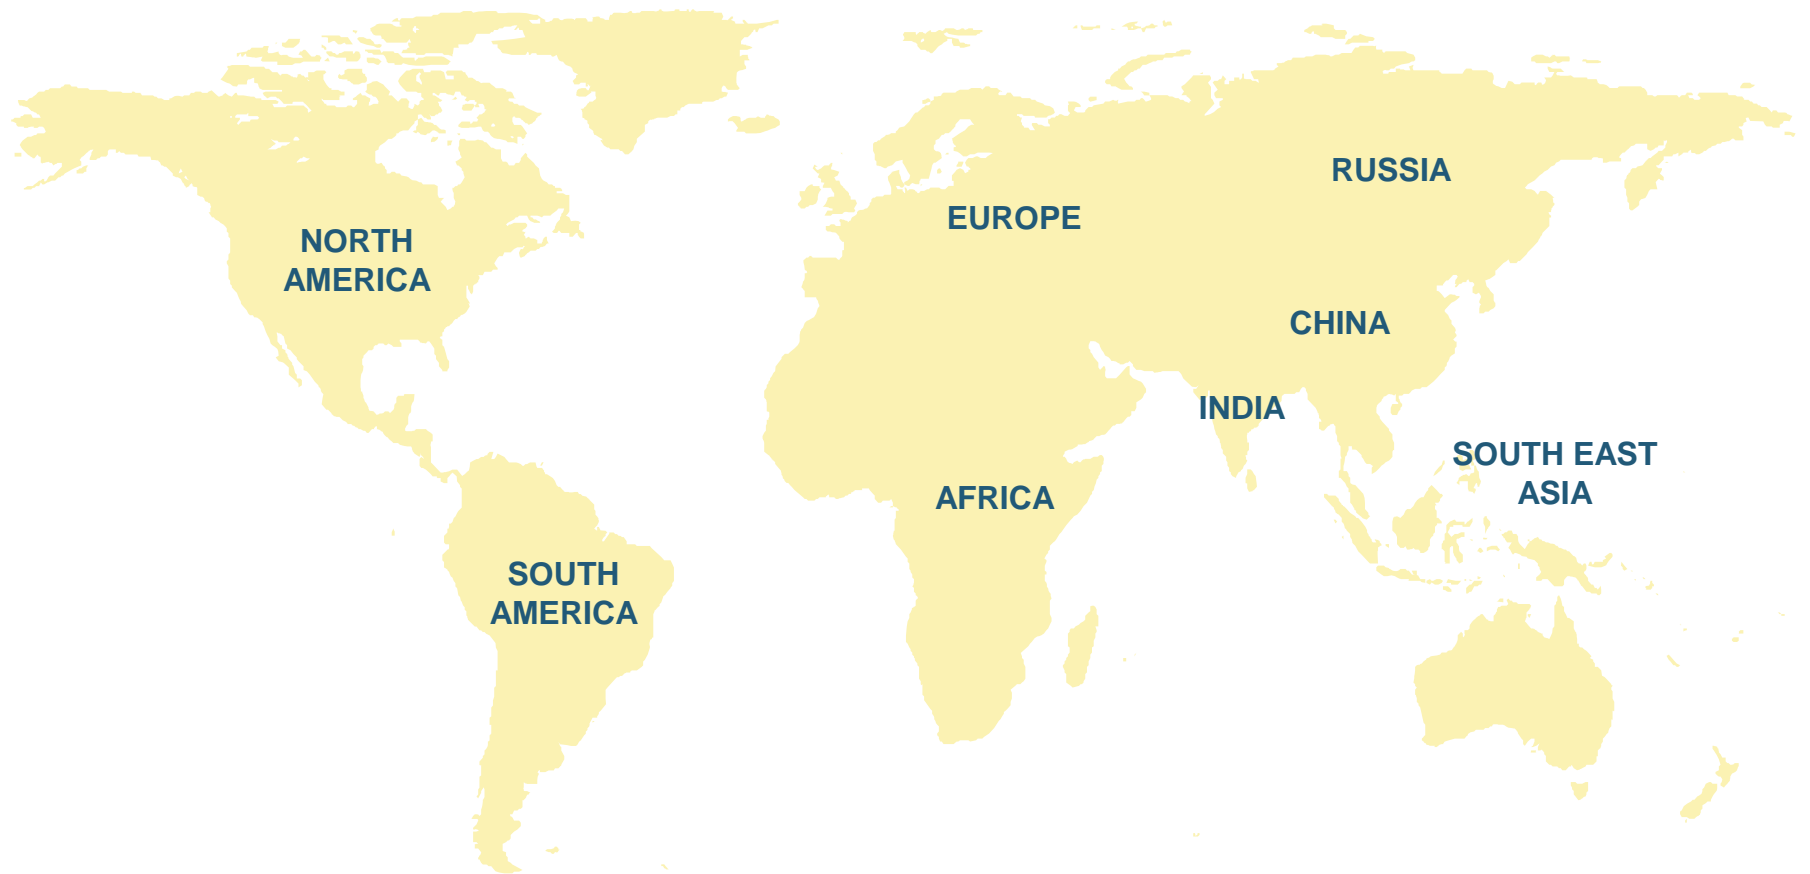 RUSSIA
EUROPE
NORTH
AMERICA
CHINA
INDIA
SOUTH EAST
ASIA
AFRICA
SOUTH
AMERICA